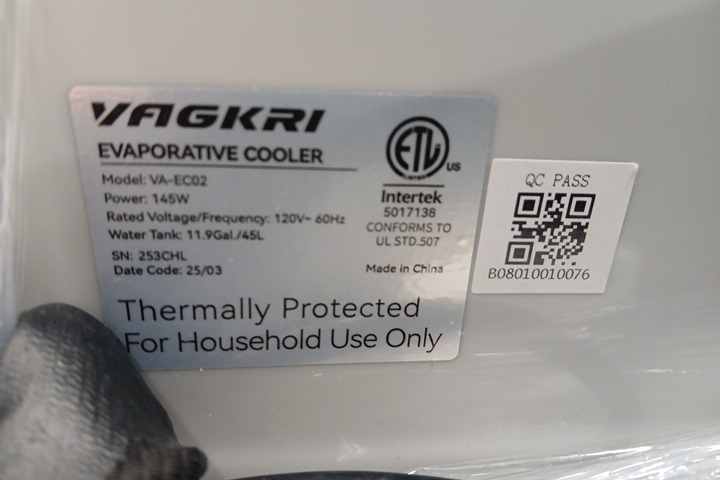 VAGKRI
EVAPORATIVE COOLER
Model: VA-EC02
Power: 145W
Rated Voltage/Frequency: 120V~ 60Hz
Water Tank: 11.9Gal./45L
SN: 253CHL
Date Code: 25/03
ETL
LISTED
US
Intertek
5017138
CONFORMS TO
UL STD.507
Made in China
Thermally Protected
For Household Use Only
QC PASS
B08010010076